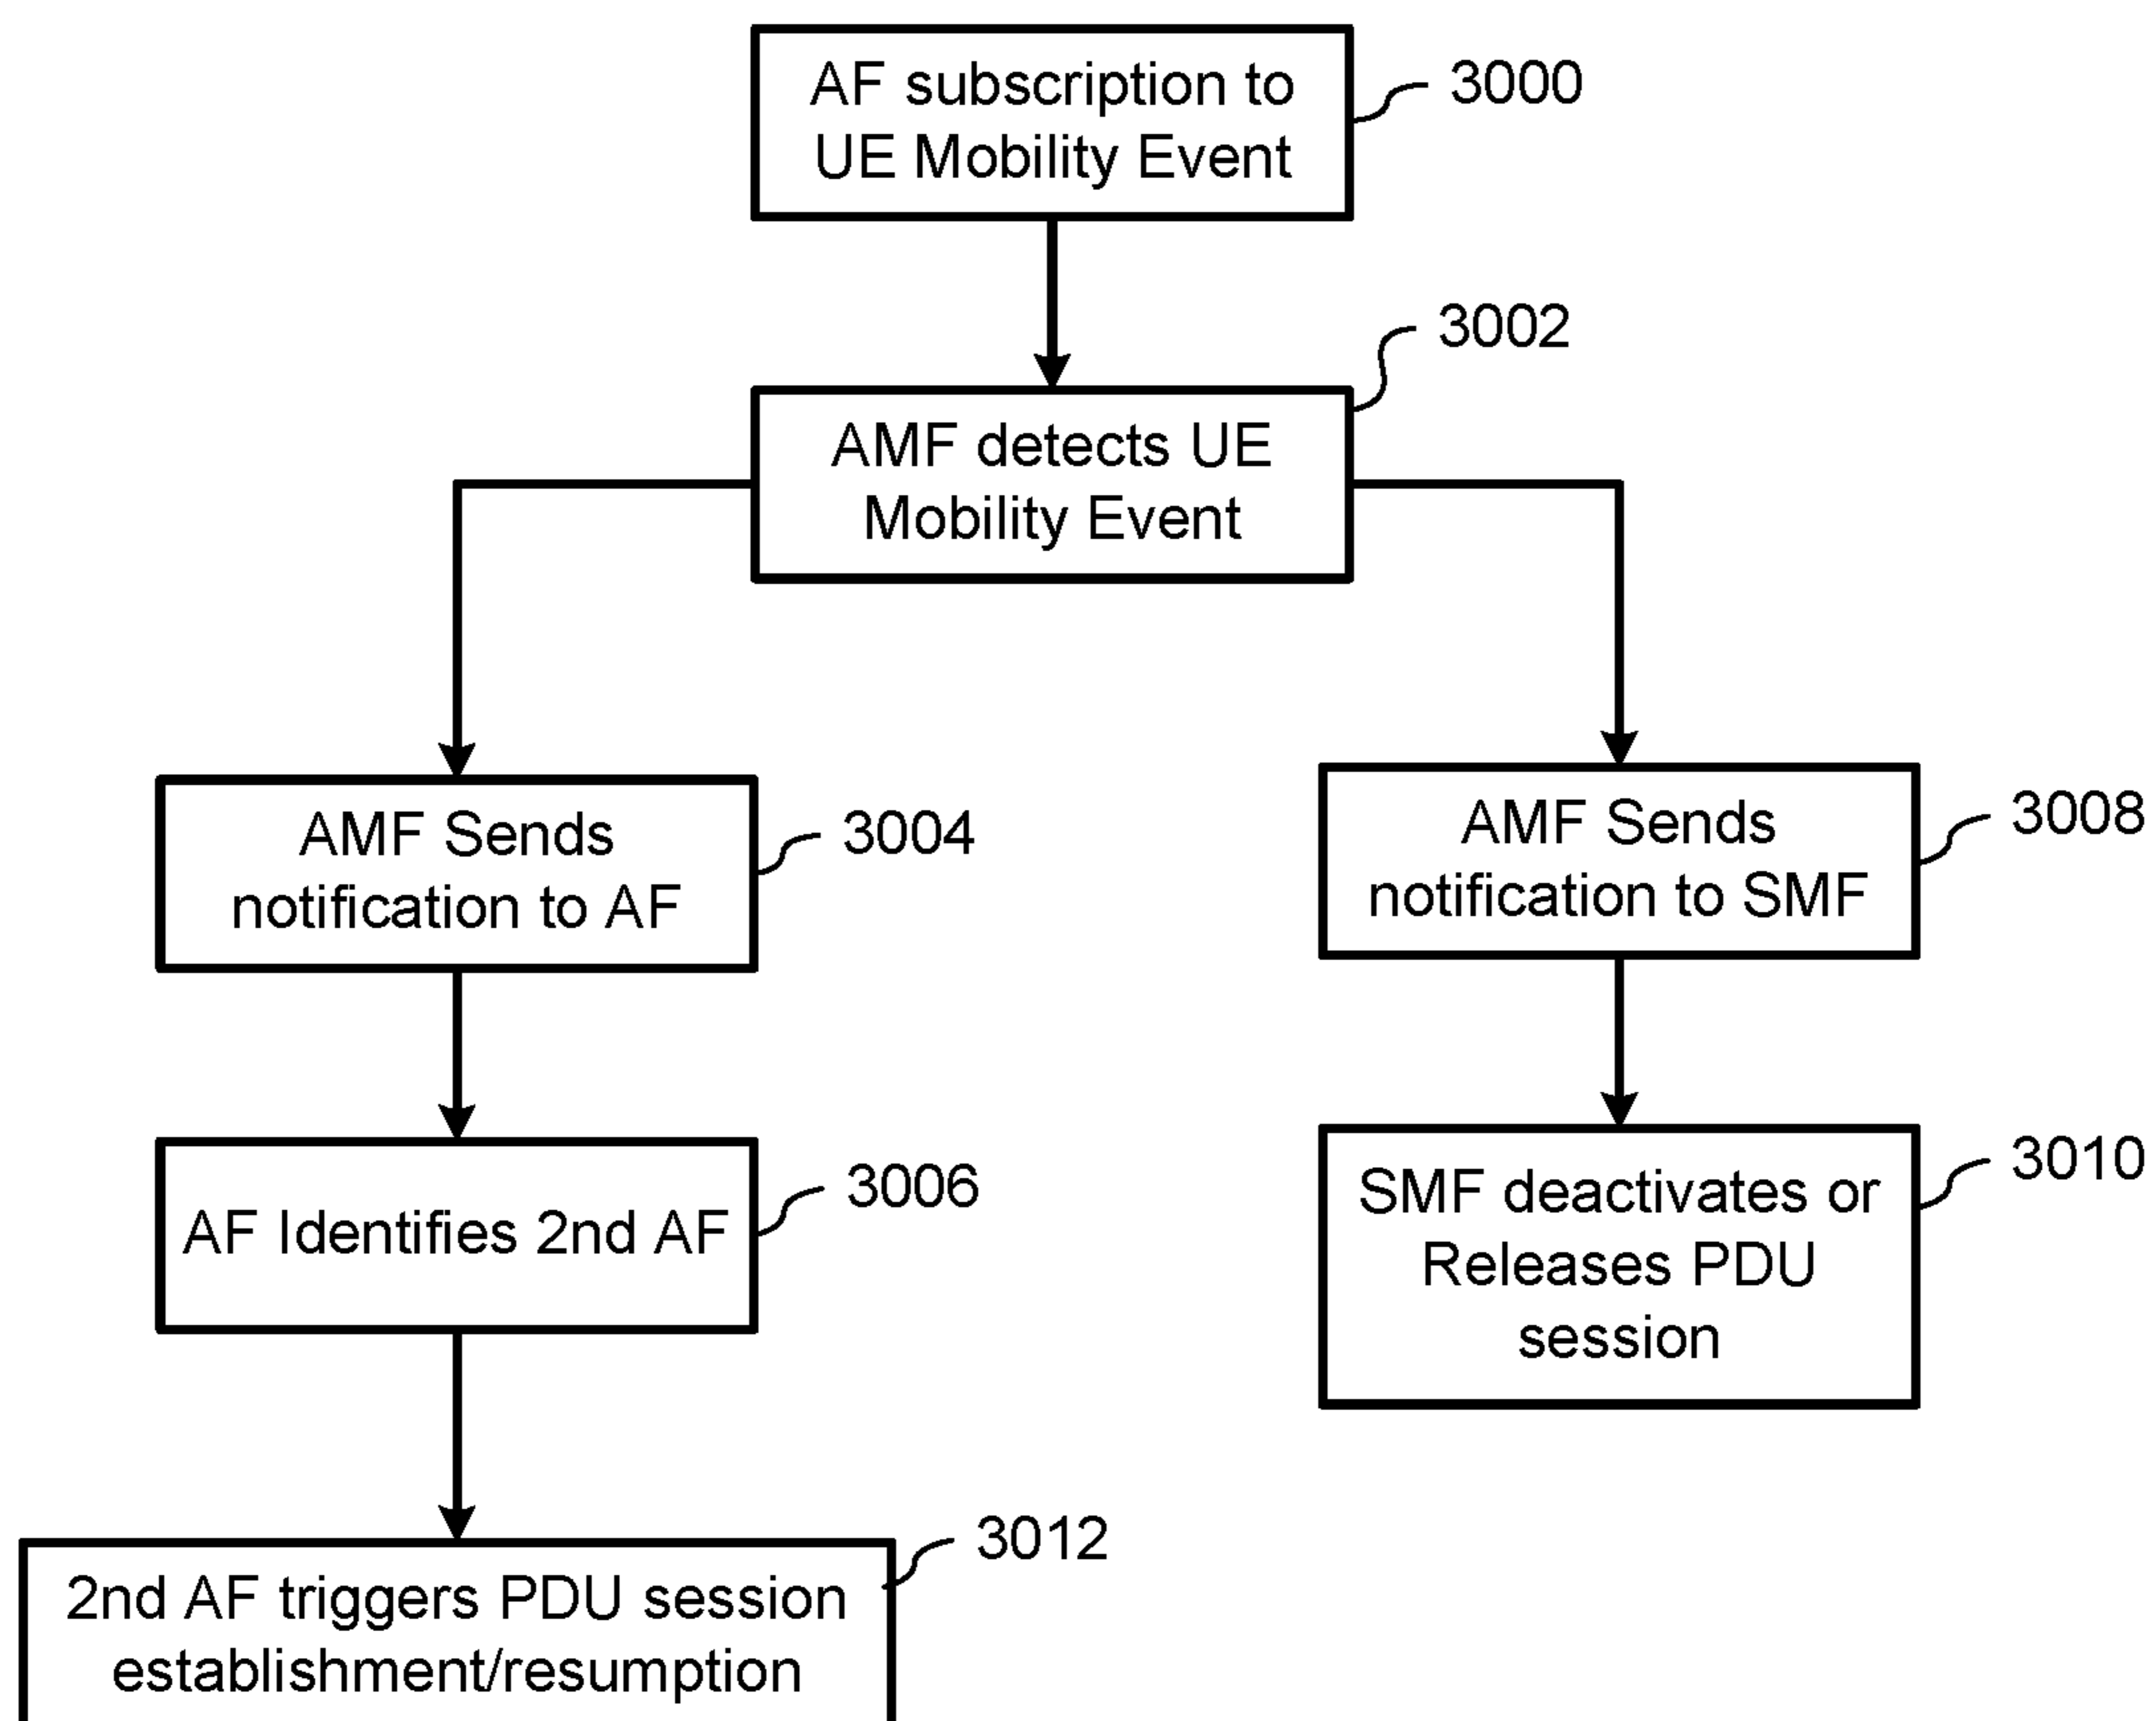 AF subscription to
UE Mobility Event
3000
3002
AMF detects UE
Mobility Event
AMF Sends
notification to AF
3004
AMF Sends
notification to SMF
3008
AF Identifies 2nd AF
3006
SMF deactivates or
Releases PDU
session
3010
2nd AF triggers PDU session
establishment/resumption
3012